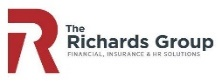 The
Richards Group
FINANCIAL, INSURANCE & HR SOLUTIONS